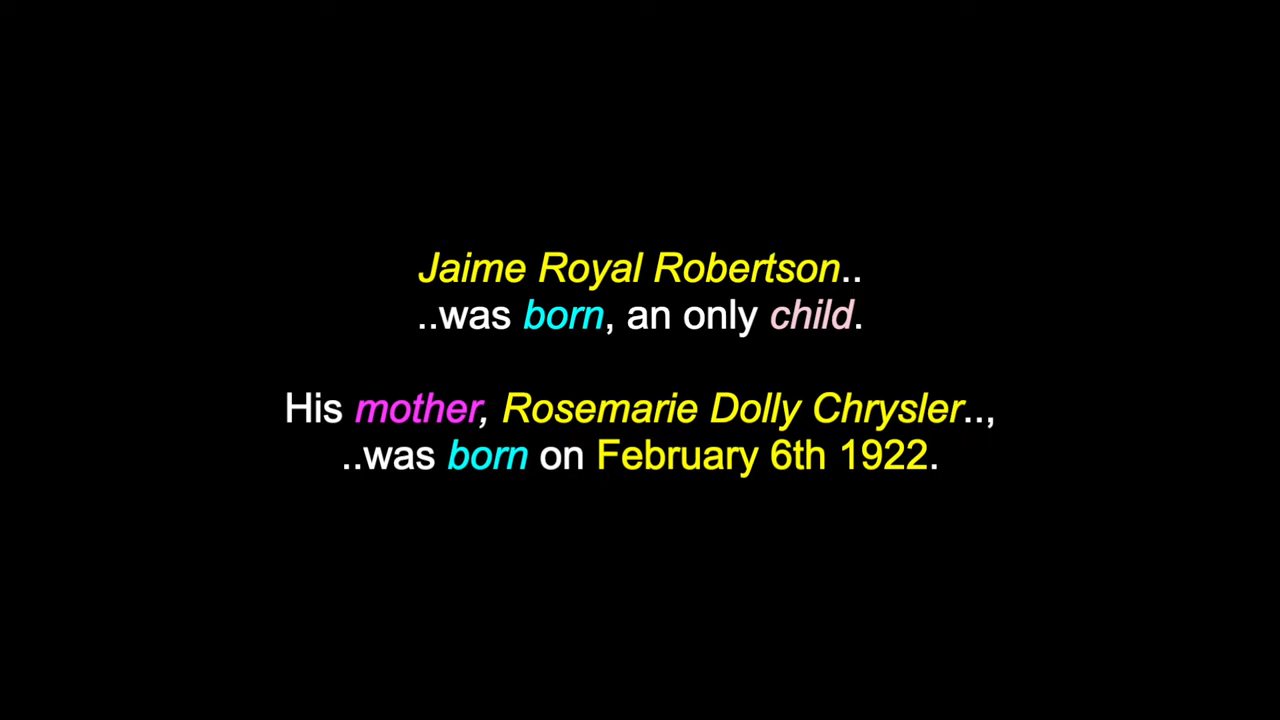 Jaime Royal Robertson..
..was born, an only child.
His mother, Rosemarie Dolly Chrysler..,
..was born on February 6th 1922.